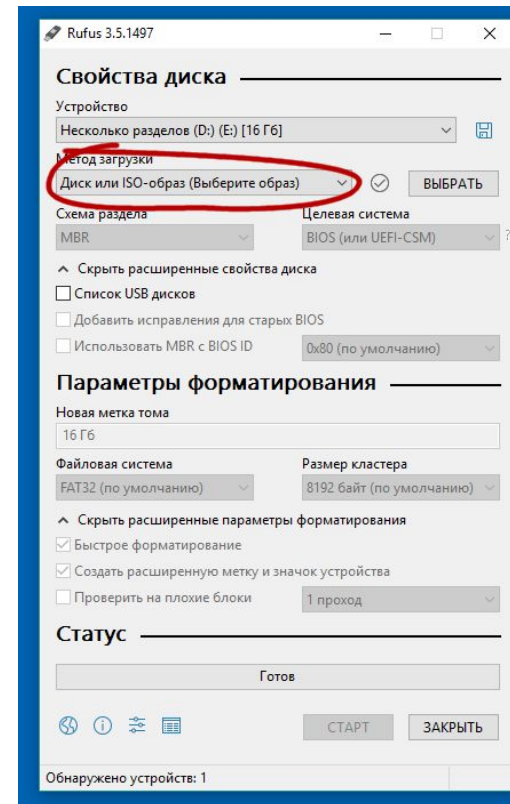 Rufus 3.5.1497
Свойства диска
Устройство
Несколько разделов (D:) (E:) [16 Гб]
Метод загрузки
Диск или ISO-образ (Выберите образ)
ВЫБРАТЬ
Схема раздела
Целевая система
MBR
BIOS (или UEFI-CSM)
?
Скрыть расширенные свойства диска
Список USB дисков
Добавить исправления для старых BIOS
Использовать MBR с BIOS ID
0x80 (по умолчанию)
Параметры форматирования
Новая метка тома
16 Гб
Файловая система
Размер кластера
FAT32 (по умолчанию)
8192 байт (по умолчанию)
Скрыть расширенные параметры форматирования
Быстрое форматирование
Создать расширенную метку и значок устройства
Проверить на плохие блоки
1 проход
Статус
Готов
СТАРТ
ЗАКРЫТЬ
Обнаружено устройств: 1